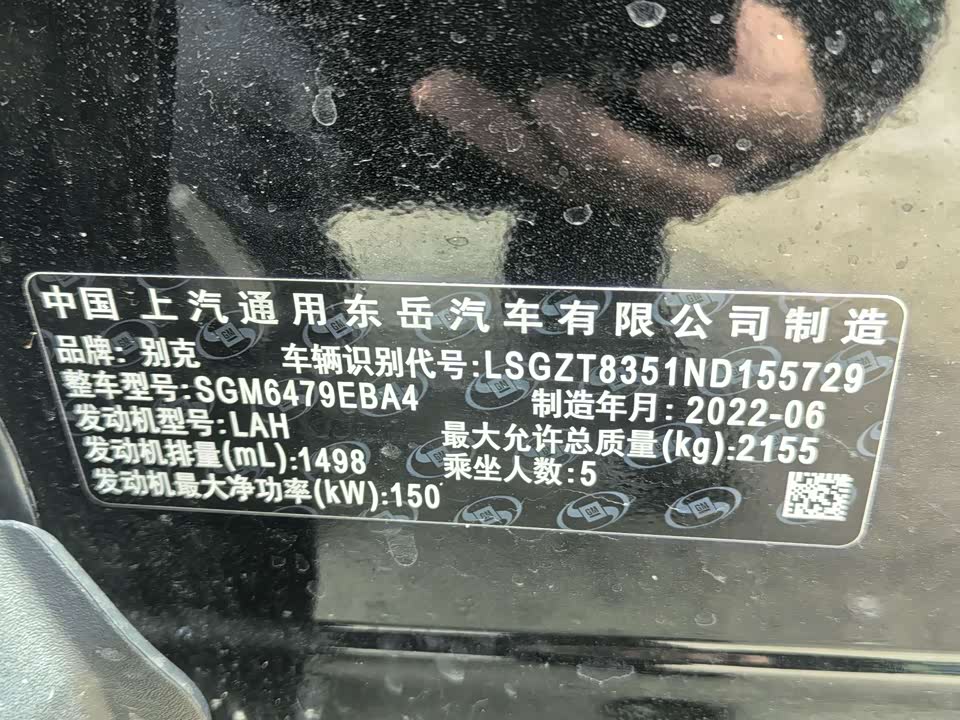 中国 上汽通用东岳汽车有限公司制造
品牌: 别克 车辆识别代号:LSGZT8351ND155729
整车型号:SGM6479EBA4 制造年月: 2022-06
发动机型号:LAH 最大允许总质量(kg):2155
发动机排量(mL):1498 乘坐人数:5
发动机最大净功率(kW):150